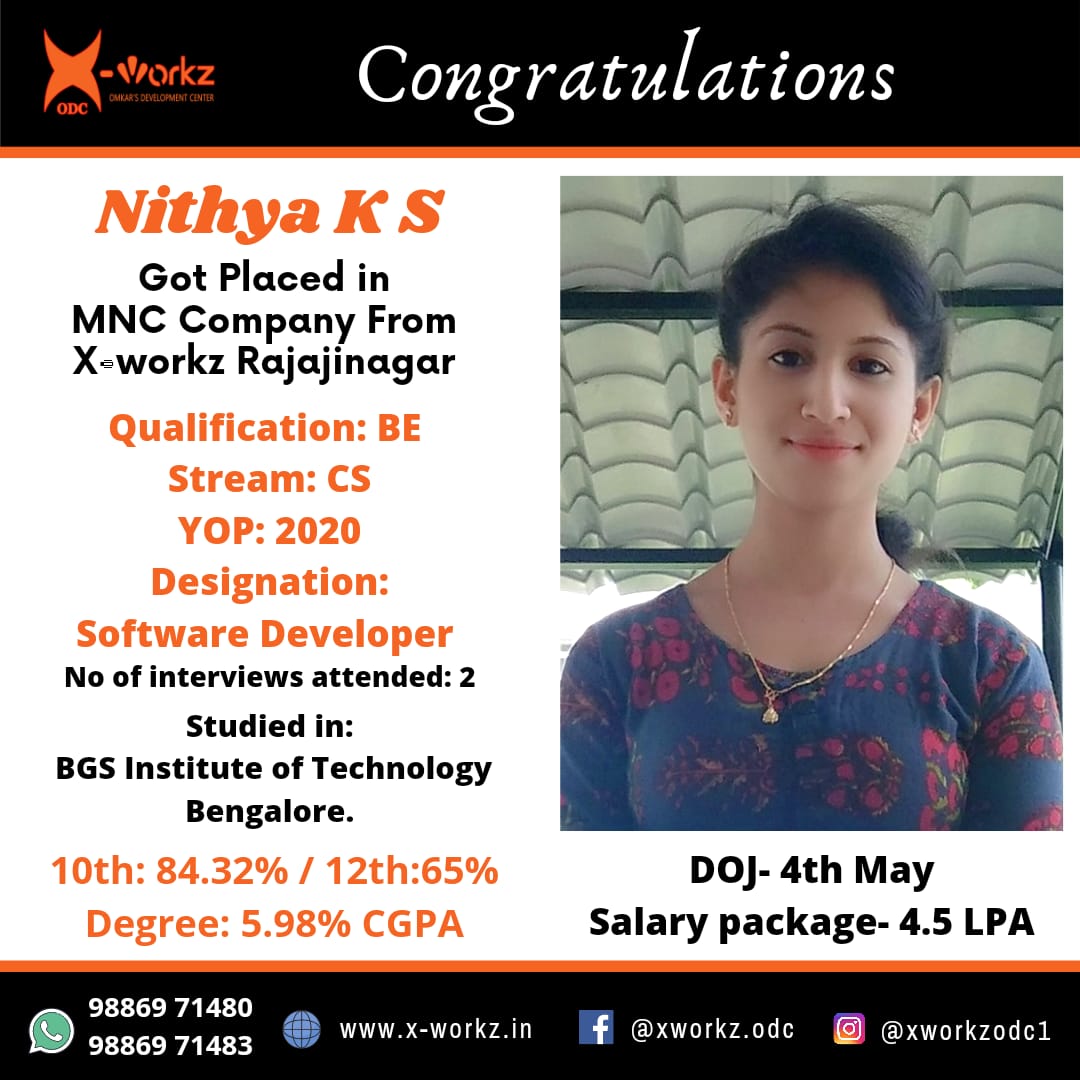 X-workz
OMKAR'S DEVELOPMENT CENTER
ODC
Congratulations
Nithya K S
Got Placed in
MNC Company From
X-workz Rajajinagar
Qualification: BE
Stream: CS
YOP: 2020
Designation:
Software Developer
No of interviews attended: 2
Studied in:
BGS Institute of Technology
Bengalore.
10th: 84.32% / 12th:65%
Degree: 5.98% CGPA
DOJ- 4th May
Salary package- 4.5 LPA
98869 71480
98869 71483
www.x-workz.in
@xworkz.odc
@xworkzodc1